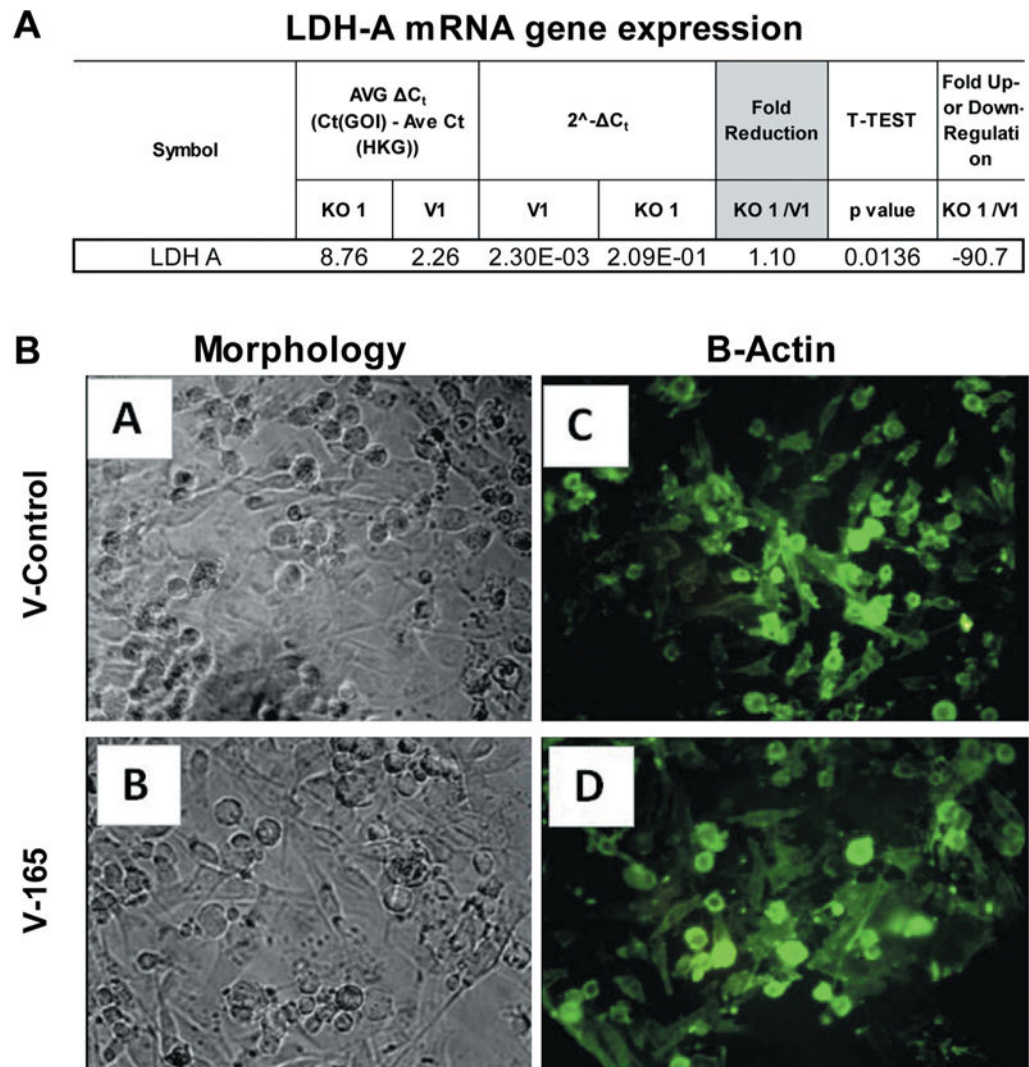 A
LDH-A mRNA gene expression
Symbol
AVG ΔCt
(Ct(GOI) - Ave Ct
(HKG))
2^-ΔCt
Fold
Reduction
T-TEST
Fold Up-
or Down-
Regulati
on
KO 1
V1
V1
KO 1
KO 1 /V1
p value
KO 1 /V1
LDH A
8.76
2.26
2.30E-03
2.09E-01
1.10
0.0136
-90.7
B
Morphology
B-Actin
V-Control
A
C
V-165
B
D